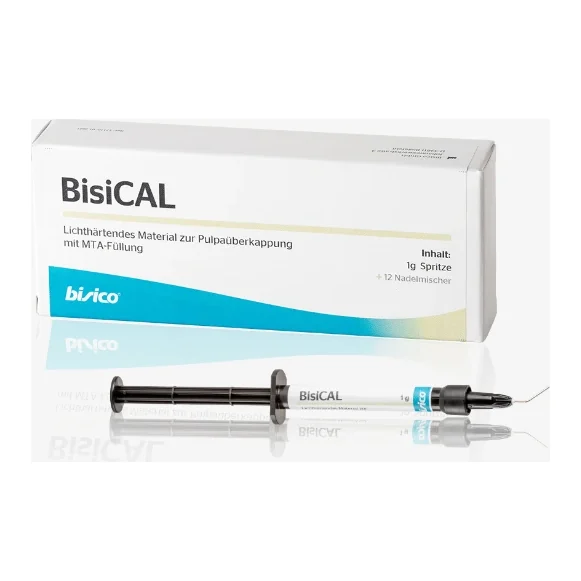 BisiCAL
Lichthärtendes Material zur Pulpaüberkappung
mit MTA-Füllung
Inhalt:
1g Spritze
+ 12 Nadelmischer
bisico
BisiCAL
1g
bisico